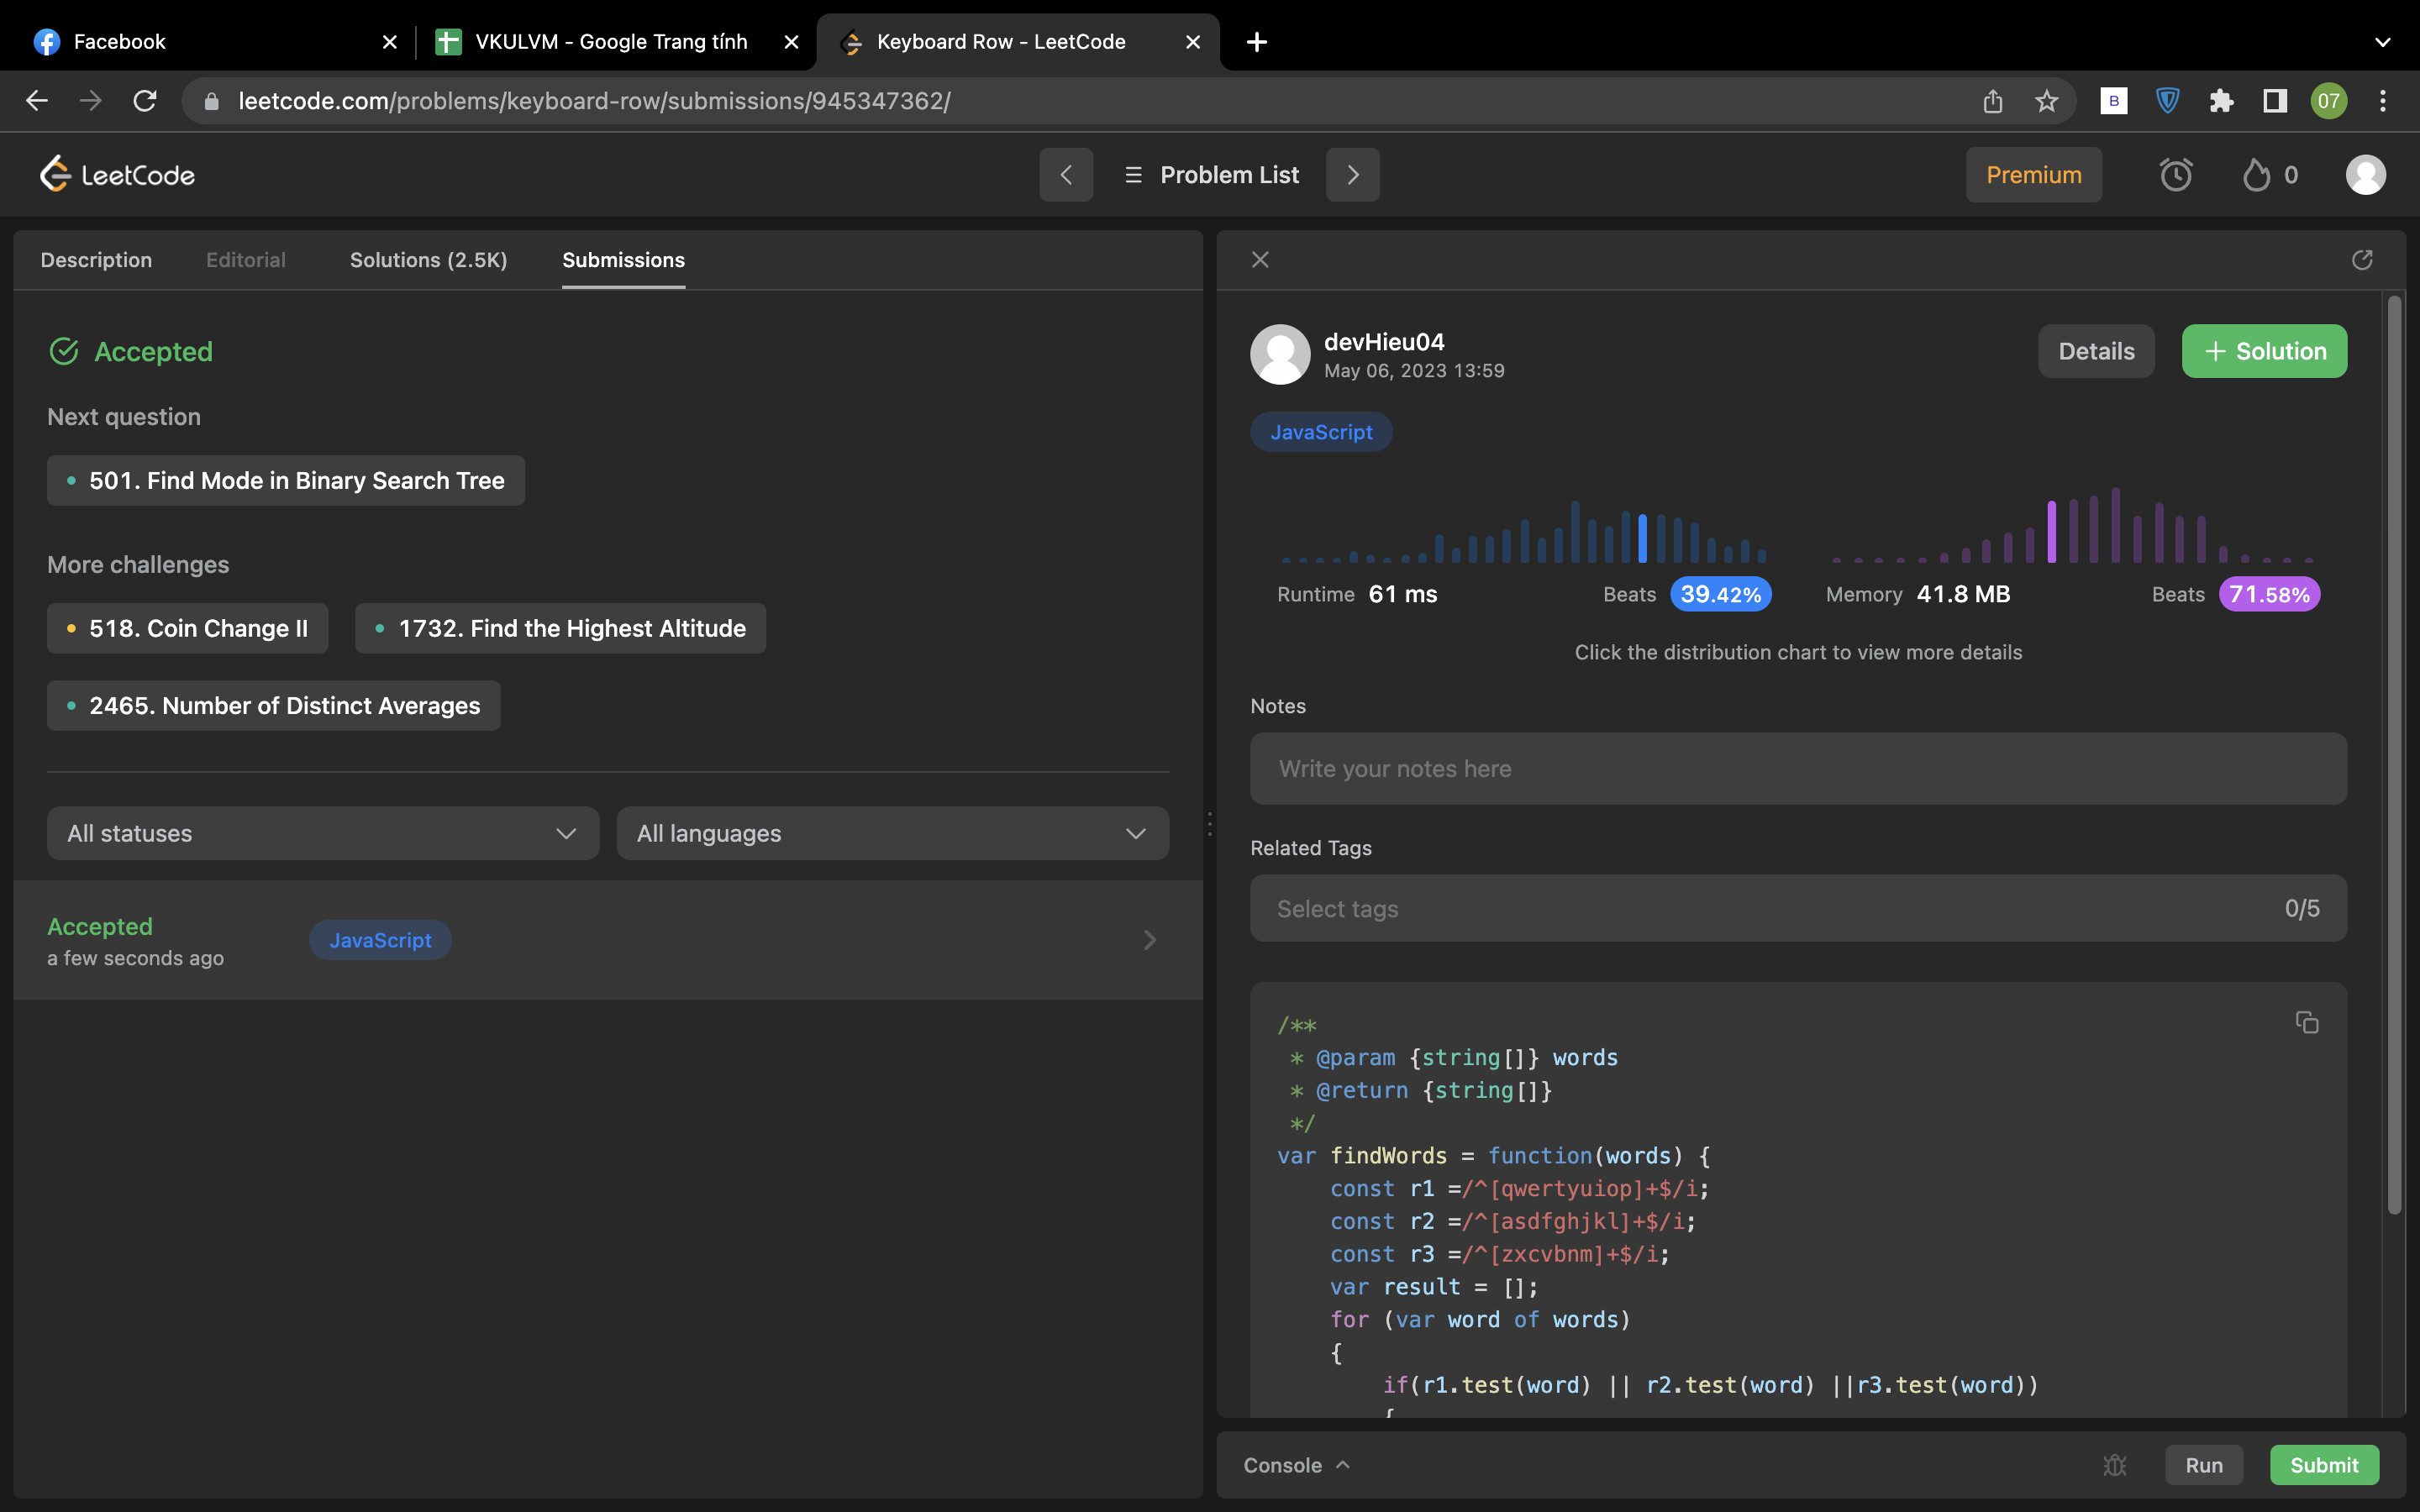 Facebook
VKULVM - Google Trang tính
Keyboard Row - LeetCode
leetcode.com/problems/keyboard-row/submissions/945347362/
B
07
LeetCode
Problem List
Premium
0
Description
Editorial
Solutions (2.5K)
Submissions
Accepted
Next question
501. Find Mode in Binary Search Tree
More challenges
518. Coin Change II
1732. Find the Highest Altitude
2465. Number of Distinct Averages
All statuses
All languages
Accepted
a few seconds ago
JavaScript
devHieu04
May 06, 2023 13:59
Details
+ Solution
JavaScript
Runtime 61 ms
Beats 39.42%
Memory 41.8 MB
Beats 71.58%
Click the distribution chart to view more details
Notes
Write your notes here
Related Tags
Select tags
0/5
/**
 * @param {string[]} words
 * @return {string[]}
 */
var findWords = function(words) {
    const r1 =/^[qwertyuiop]+$/i;
    const r2 =/^[asdfghjkl]+$/i;
    const r3 =/^[zxcvbnm]+$/i;
    var result = [];
    for (var word of words)
    {
        if(r1.test(word) || r2.test(word) ||r3.test(word))
        {
Console
Run
Submit